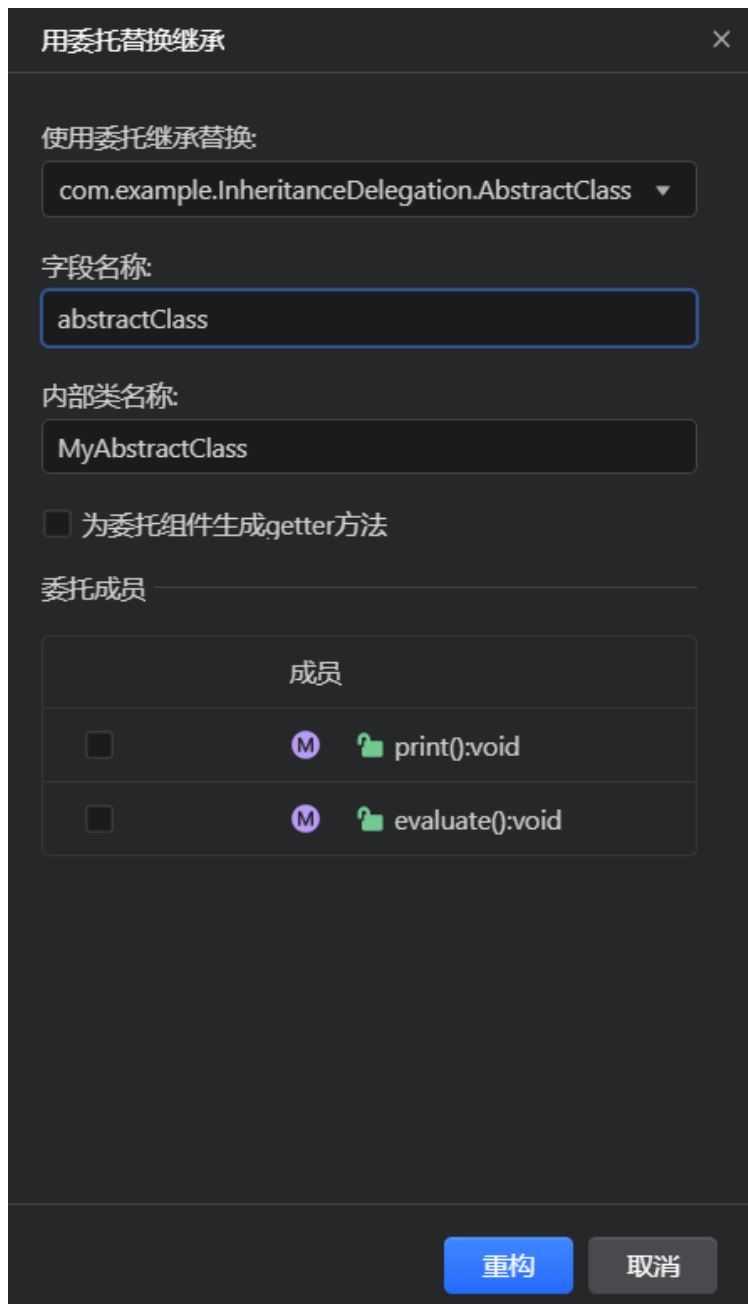 用委托替换继承
使用委托继承替换:
com.example.InheritanceDelegation.AbstractClass
字段名称:
abstractClass
内部类名称:
MyAbstractClass
为委托组件生成getter方法
委托成员
成员
M print():void
M evaluate():void
重构 取消